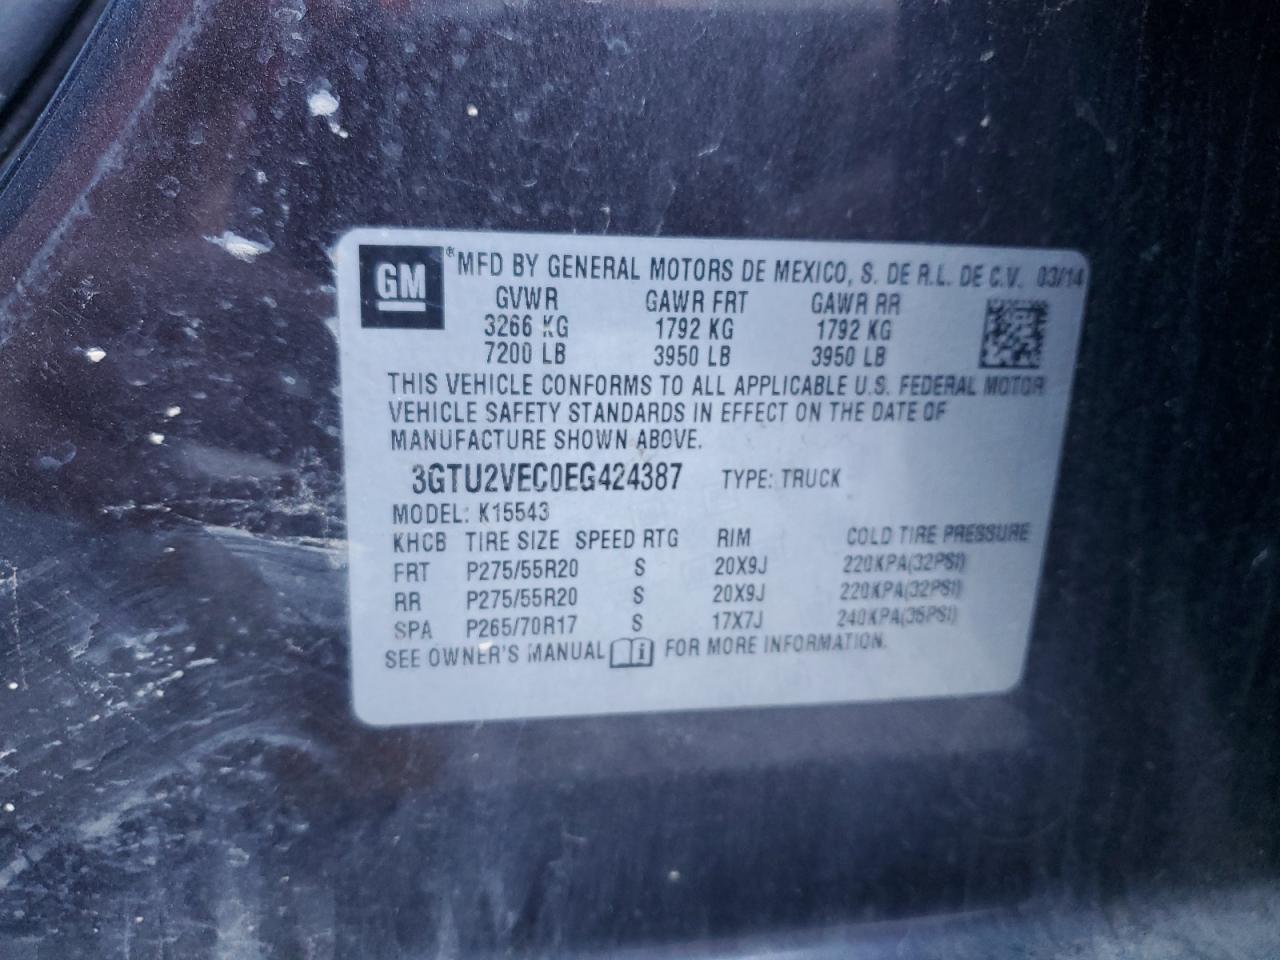 GM ® MFD BY GENERAL MOTORS DE MEXICO, S. DE R.L. DE C.V. 03/14
GVWR GAWR FRT GAWR RR
3266 KG 1792 KG 1792 KG
7200 LB 3950 LB 3950 LB
THIS VEHICLE CONFORMS TO ALL APPLICABLE U.S. FEDERAL MOTOR
VEHICLE SAFETY STANDARDS IN EFFECT ON THE DATE OF
MANUFACTURE SHOWN ABOVE.
3GTU2VEC0EG424387 TYPE: TRUCK
MODEL: K15543
KHCB TIRE SIZE SPEED RTG RIM COLD TIRE PRESSURE
FRT P275/55R20 S 20X9J 220KPA(32PSI)
RR P275/55R20 S 20X9J 220KPA(32PSI)
SPA P265/70R17 S 17X7J 240KPA(35PSI)
SEE OWNER'S MANUAL i FOR MORE INFORMATION.